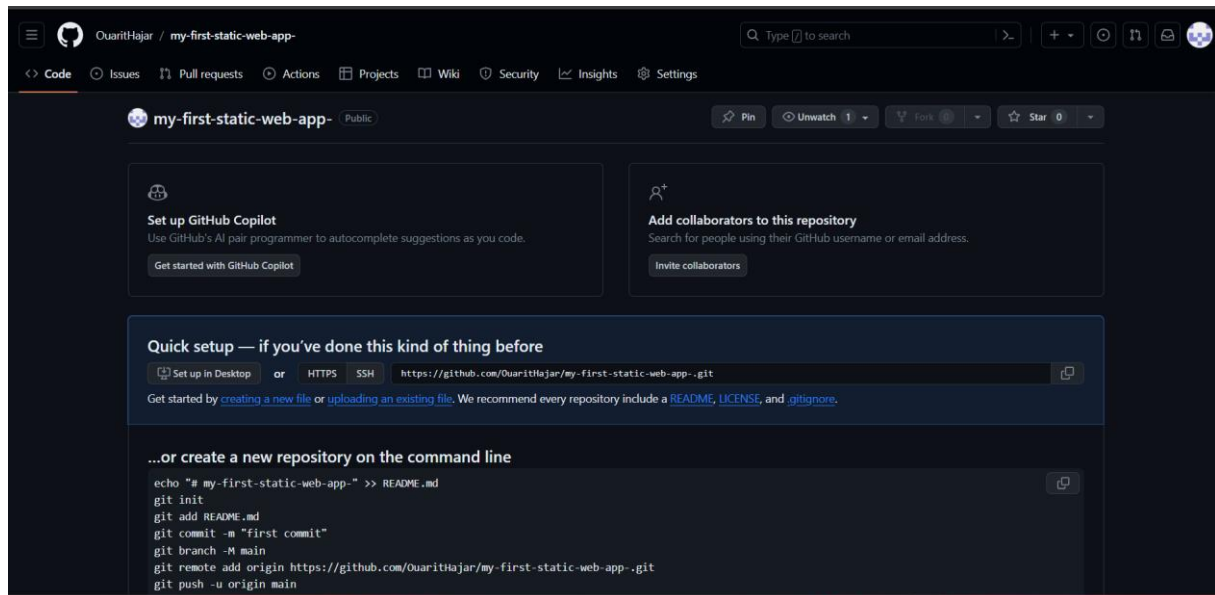 OuaritHajar / my-first-static-web-app-
Type / to search
Code Issues Pull requests Actions Projects Wiki Security Insights Settings
my-first-static-web-app- Public
Pin Unwatch 1 Fork 0 Star 0
Set up GitHub Copilot
Use GitHub's AI pair programmer to autocomplete suggestions as you code.
Get started with GitHub Copilot
Add collaborators to this repository
Search for people using their GitHub username or email address.
Invite collaborators
Quick setup — if you've done this kind of thing before
Set up in Desktop or HTTPS SSH https://github.com/OuaritHajar/my-first-static-web-app-.git
Get started by creating a new file or uploading an existing file. We recommend every repository include a README, LICENSE, and .gitignore.
...or create a new repository on the command line
echo "# my-first-static-web-app-" >> README.md
git init
git add README.md
git commit -m "first commit"
git branch -M main
git remote add origin https://github.com/OuaritHajar/my-first-static-web-app-.git
git push -u origin main